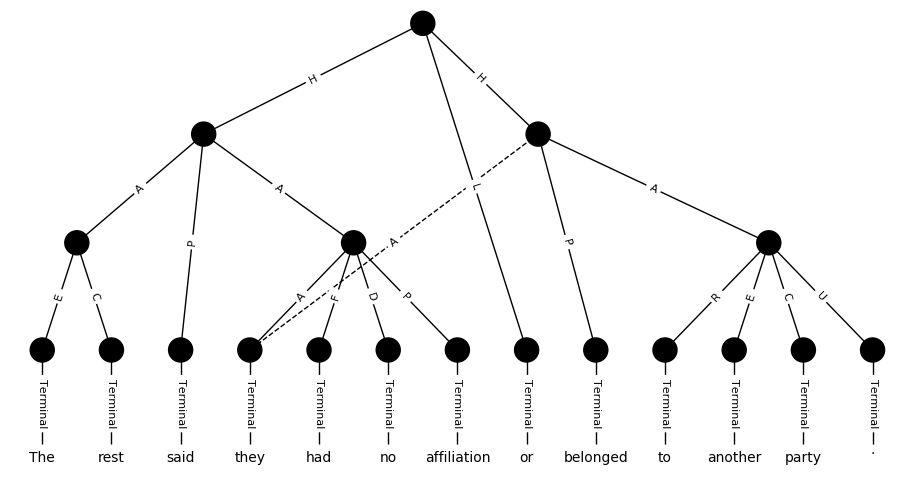 H H
L
A P A A P A
E C A F D P R E C U
Terminal Terminal Terminal Terminal Terminal Terminal Terminal Terminal Terminal Terminal Terminal Terminal Terminal
The rest said they had no affiliation or belonged to another party .